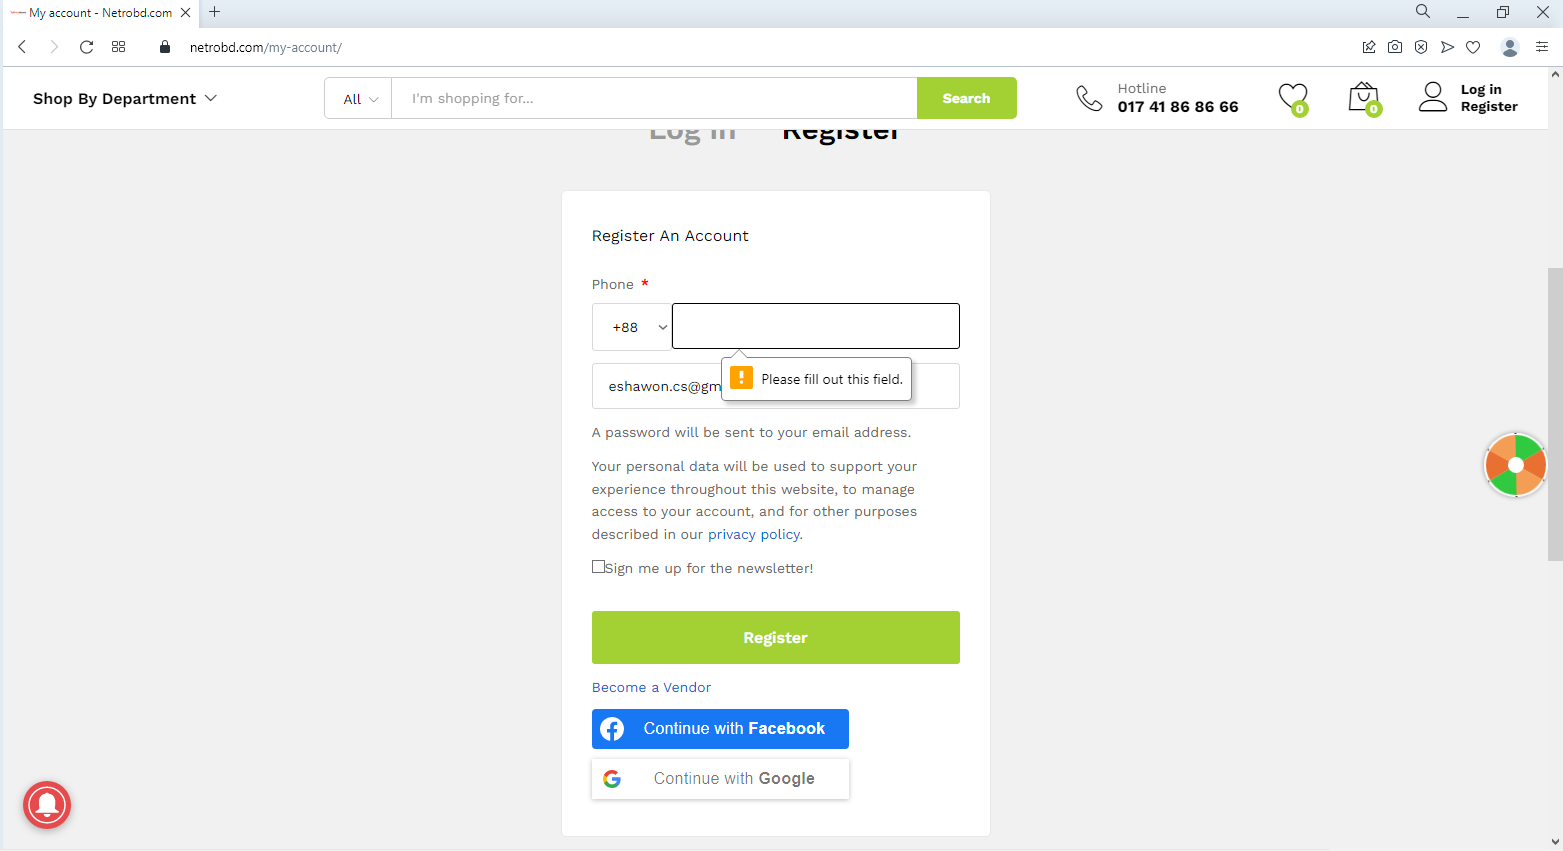 My account - Netrobd.com
netrobd.com/my-account/
Shop By Department
All
I'm shopping for...
Search
Hotline
017 41 86 86 66
0
0
Log in
Register
Log in
Register
Register An Account
Phone *
+88
Please fill out this field.
eshawon.cs@gm
A password will be sent to your email address.
Your personal data will be used to support your
experience throughout this website, to manage
access to your account, and for other purposes
described in our privacy policy.
Sign me up for the newsletter!
Register
Become a Vendor
Continue with Facebook
Continue with Google